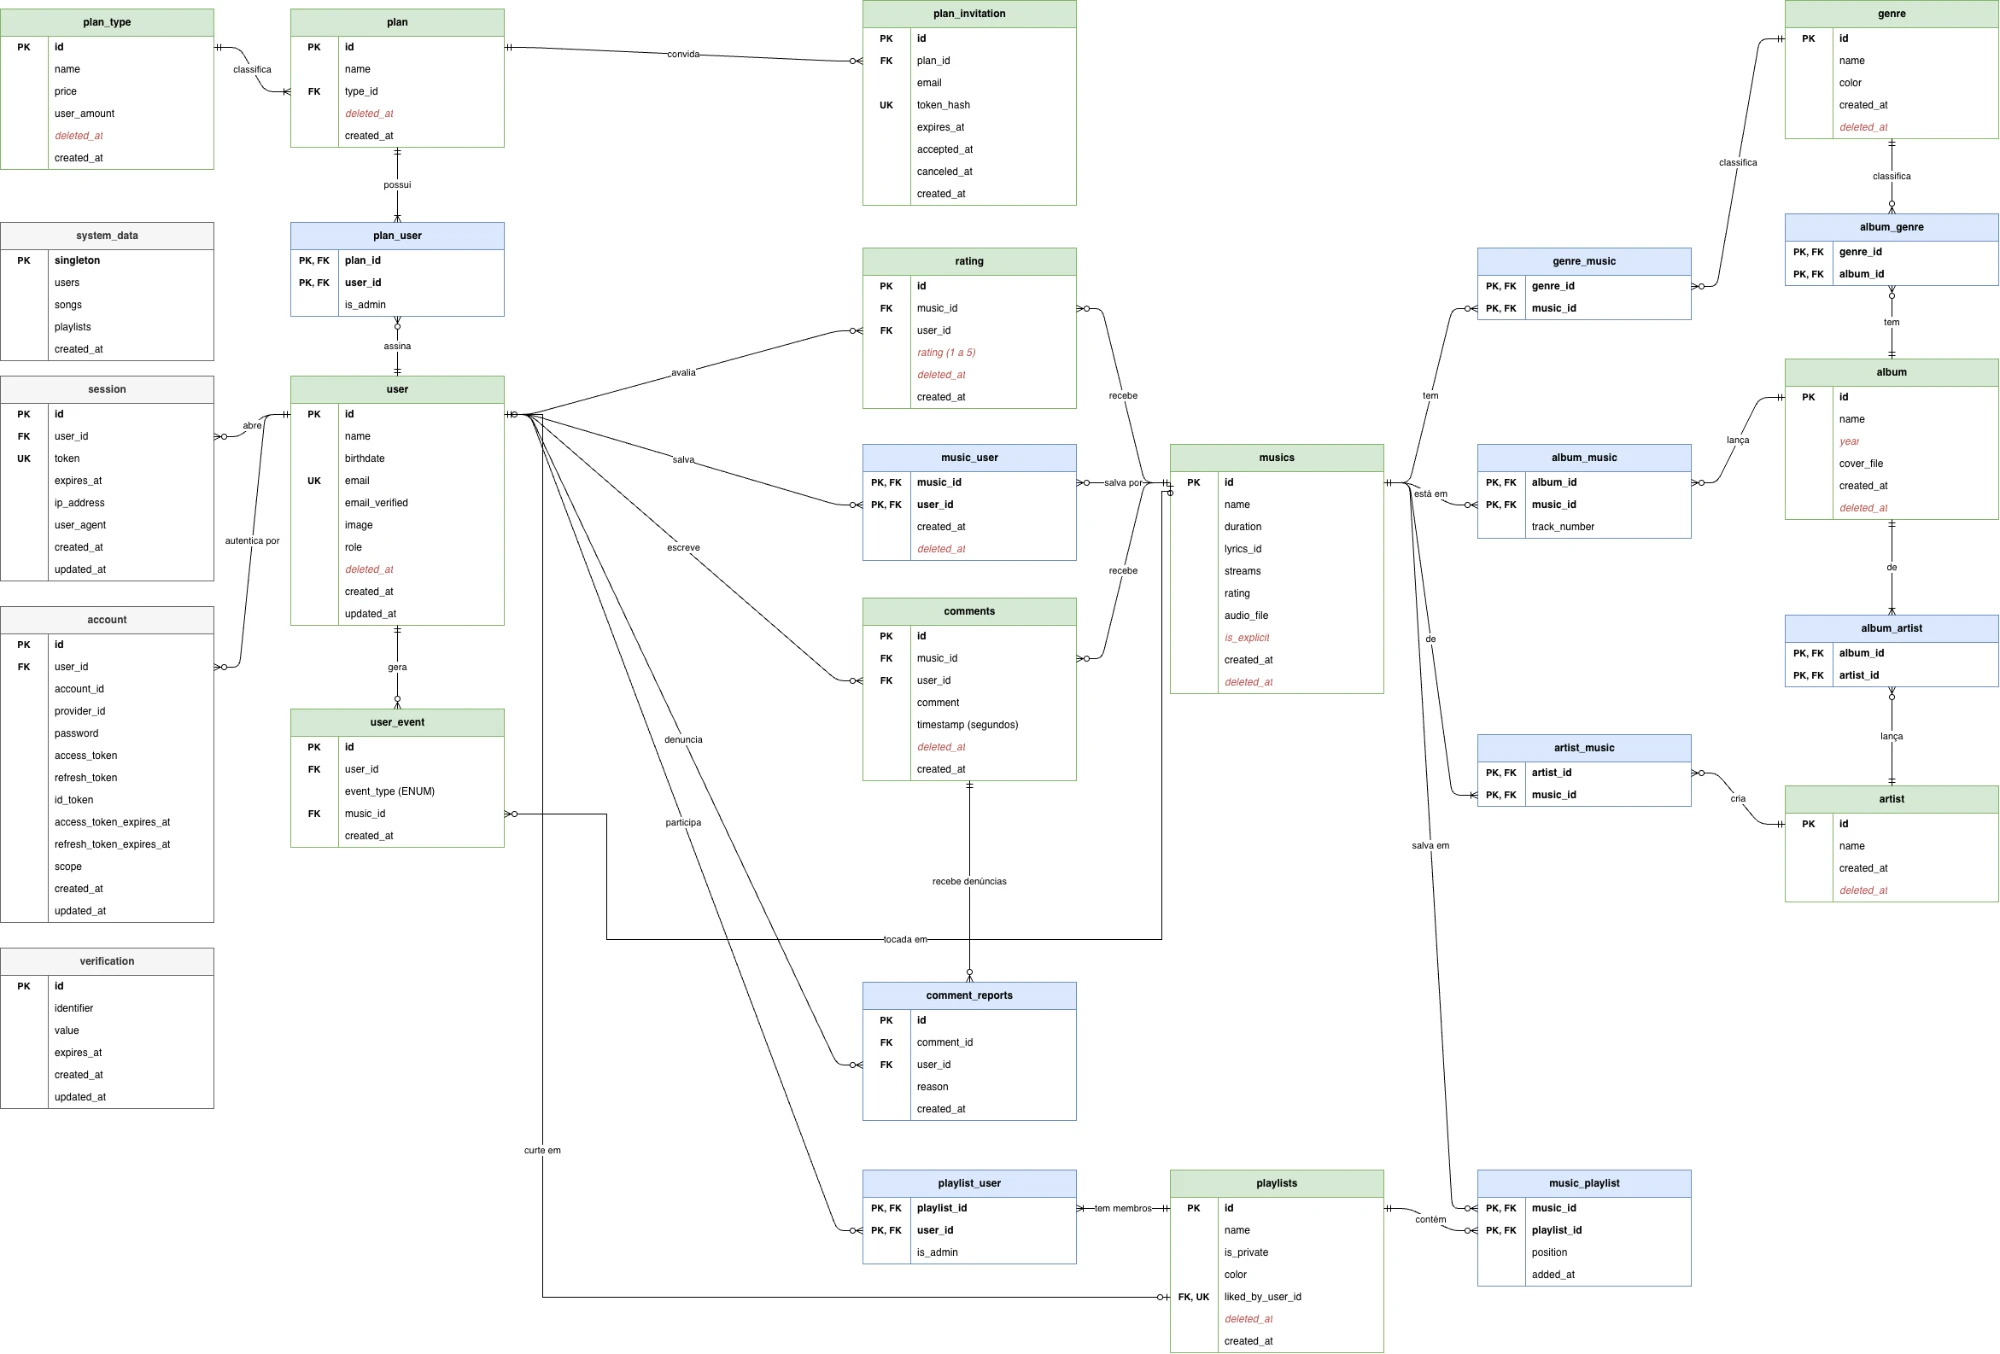 plan_type
PK id
name
price
user_amount
deleted_at
created_at
classifica
plan
PK id
name
FK type_id
deleted_at
created_at
convida
plan_invitation
PK id
FK plan_id
email
UK token_hash
expires_at
accepted_at
canceled_at
created_at
genre
PK id
name
color
created_at
deleted_at
classifica
classifica
possui
system_data
PK singleton
users
songs
playlists
created_at
plan_user
PK, FK plan_id
PK, FK user_id
is_admin
assina
rating
PK id
FK music_id
FK user_id
rating (1 a 5)
deleted_at
created_at
avalia
recebe
genre_music
PK, FK genre_id
PK, FK music_id
tem
album_genre
PK, FK genre_id
PK, FK album_id
tem
session
PK id
FK user_id
UK token
expires_at
ip_address
user_agent
created_at
updated_at
abre
autentica por
user
PK id
name
birthdate
UK email
email_verified
image
role
deleted_at
created_at
updated_at
gera
salva
escreve
denuncia
participa
curte em
music_user
PK, FK music_id
PK, FK user_id
created_at
deleted_at
salva por
recebe
musics
PK id
name
duration
lyrics_id
streams
rating
audio_file
is_explicit
created_at
deleted_at
está em
de
salva em
album_music
PK, FK album_id
PK, FK music_id
track_number
lança
album
PK id
name
year
cover_file
created_at
deleted_at
de
account
PK id
FK user_id
account_id
provider_id
password
access_token
refresh_token
id_token
access_token_expires_at
refresh_token_expires_at
scope
created_at
updated_at
user_event
PK id
FK user_id
event_type (ENUM)
FK music_id
created_at
tocada em
comments
PK id
FK music_id
FK user_id
comment
timestamp (segundos)
deleted_at
created_at
recebe denúncias
artist_music
PK, FK artist_id
PK, FK music_id
cria
album_artist
PK, FK album_id
PK, FK artist_id
lança
artist
PK id
name
created_at
deleted_at
verification
PK id
identifier
value
expires_at
created_at
updated_at
comment_reports
PK id
FK comment_id
FK user_id
reason
created_at
playlist_user
PK, FK playlist_id
PK, FK user_id
is_admin
tem membros
playlists
PK id
name
is_private
color
FK, UK liked_by_user_id
deleted_at
created_at
contém
music_playlist
PK, FK music_id
PK, FK playlist_id
position
added_at